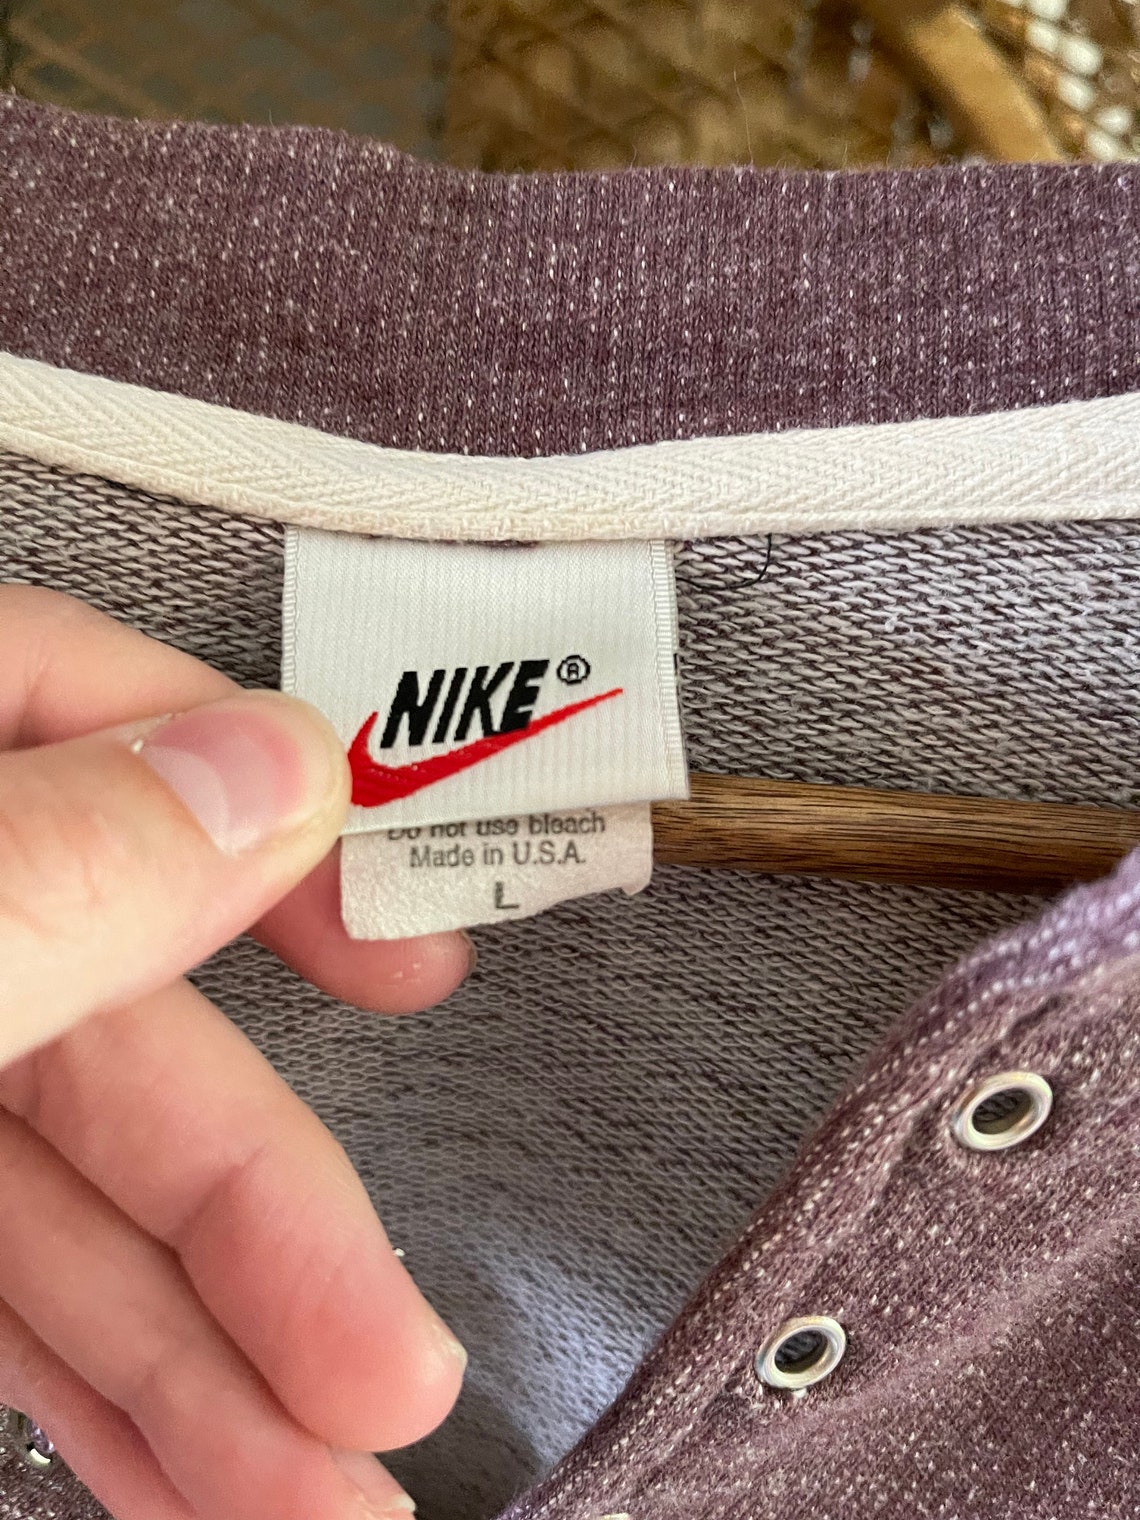 NIKE®
Do not use bleach
Made in U.S.A.
L